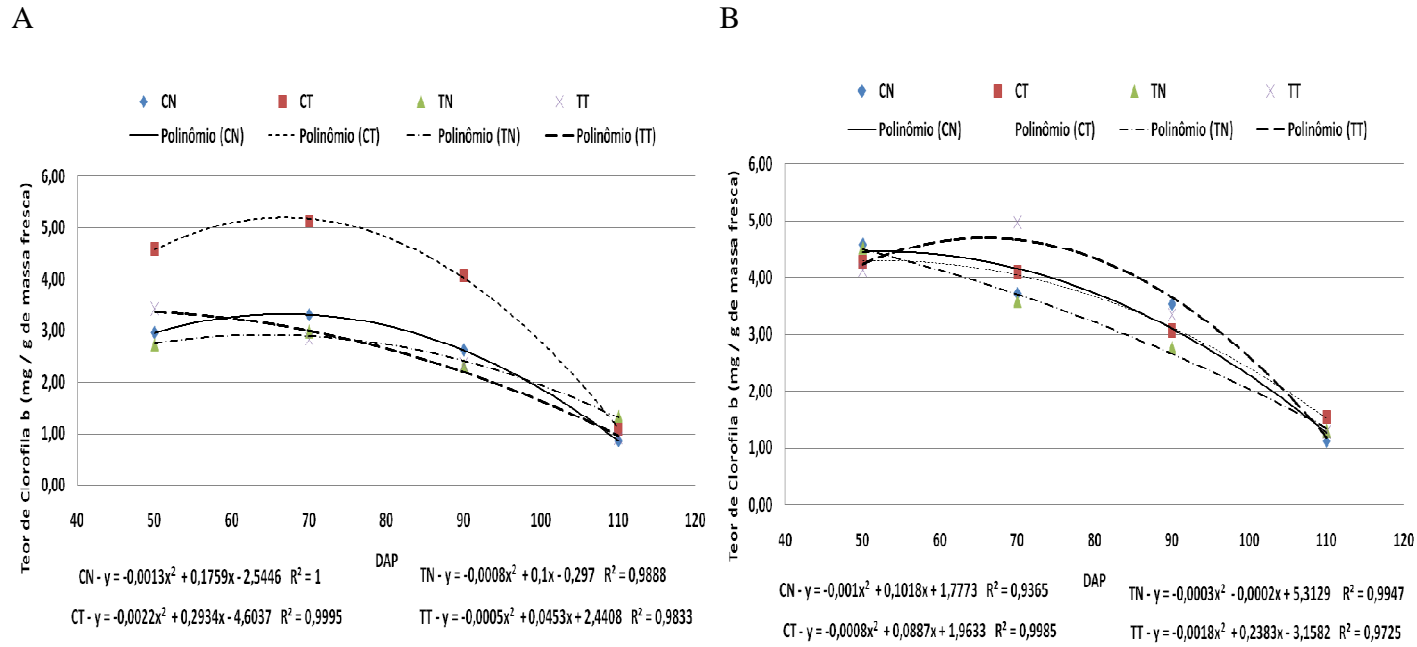 A
CN CT TN TT
Polinômio (CN) Polinômio (CT) Polinômio (TN) Polinômio (TT)
Teor de Clorofila b (mg / g de massa fresca)
6,00
5,00
4,00
3,00
2,00
1,00
0,00
40 50 60 70 80 90 100 110 120
DAP
CN - y = -0,0013x² + 0,1759x - 2,5446 R² = 1
TN - y = -0,0008x² + 0,1x - 0,297 R² = 0,9888
CT - y = -0,0022x² + 0,2934x - 4,6037 R² = 0,9995
TT - y = -0,0005x² + 0,0453x + 2,4408 R² = 0,9833
B
CN CT TN TT
Polinômio (CN) Polinômio (CT) Polinômio (TN) Polinômio (TT)
Teor de Clorofila b (mg / g de massa fresca)
6,00
5,00
4,00
3,00
2,00
1,00
0,00
40 50 60 70 80 90 100 110 120
DAP
CN - y = -0,001x² + 0,1018x + 1,7773 R² = 0,9365
TN - y = -0,0003x² - 0,0002x + 5,3129 R² = 0,9947
CT - y = -0,0008x² + 0,0887x + 1,9633 R² = 0,9985
TT - y = -0,0018x² + 0,2383x - 3,1582 R² = 0,9725